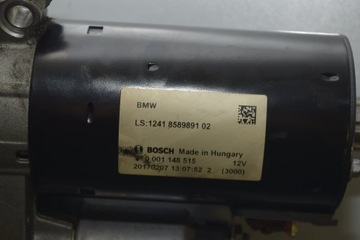 BMW
LS:1241 8589891 02
BOSCH Made in Hungary
0 001 148 515 12V
20170207 13:07:52 2 (3000)